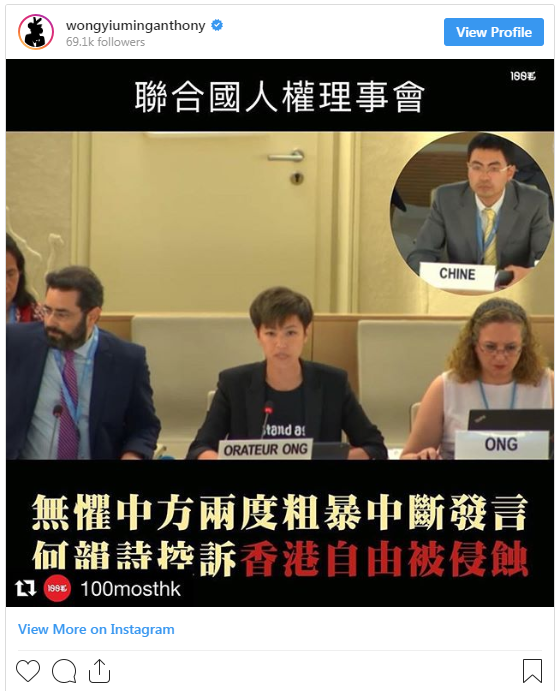 wongyiuminganthony
69.1k followers
View Profile
100毛
聯合國人權理事會
CHINE
tand as
ORATEUR ONG
ONG
無懼中方兩度粗暴中斷發言
何韻詩控訴香港自由被侵蝕
100毛
100mosthk
View More on Instagram